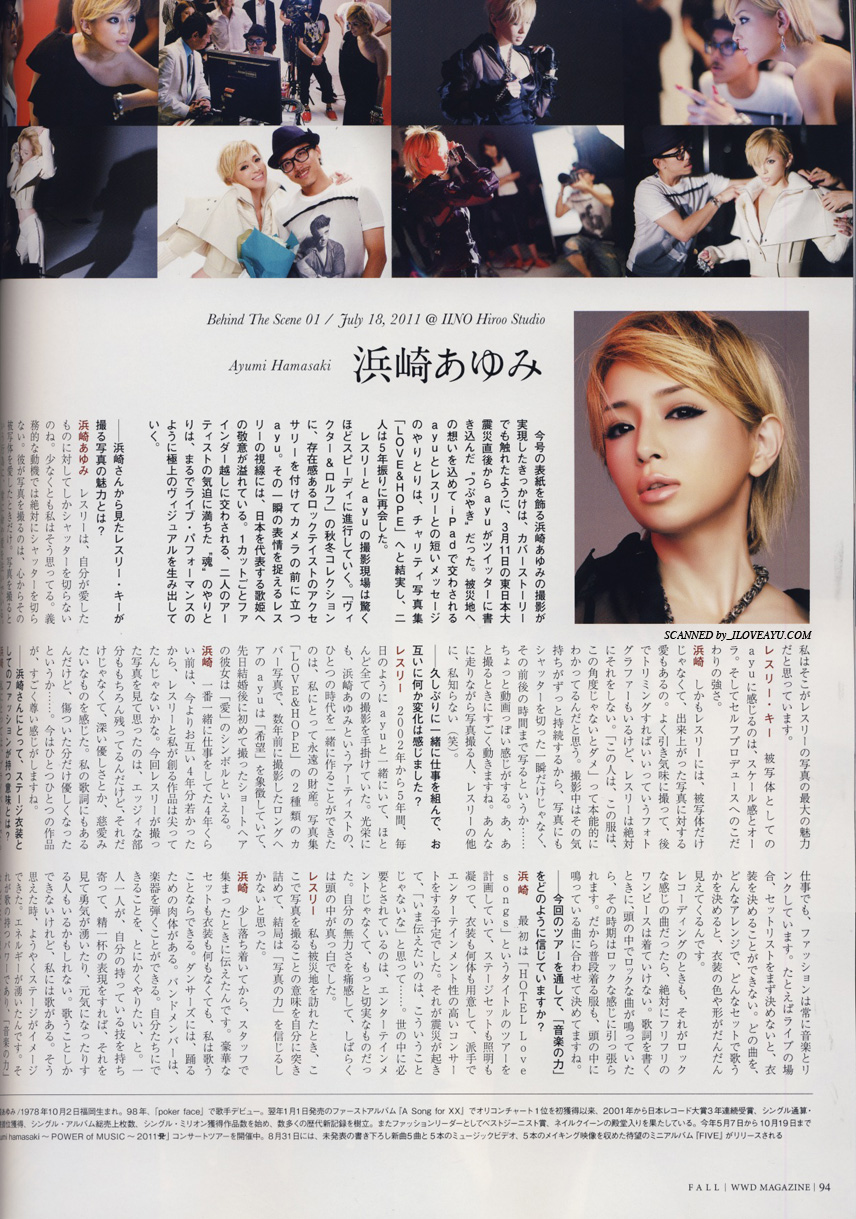 Behind The Scene 01 / July 18, 2011 @ IINO Hiroo Studio
Ayumi Hamasaki 浜崎あゆみ
今号の表紙を飾る浜崎あゆみの撮影が
実現したきっかけは、カバーストーリー
でも触れたように、3月11日の東日本大
震災直後からayuがツイッターに書
き込んだ“つぶやき”だった。被災地へ
の想いを込めてiPadで交わされる
ayuとレスリーとの短いメッセージ
のやりとりは、チャリティ写真集
「LOVE&HOPE」へと結実し、二
人は5年振りに再会した。
レスリーとayuの撮影現場は驚く
ほどスピーディに進行していく。「ヴィ
クター&ロルフ」の秋冬コレクション
に、存在感あるロックテイストのアクセ
サリーを付けてカメラの前に立つ
ayu。その一瞬の表情を捉えるレス
リーの視線には、日本を代表する歌姫へ
の敬意が溢れている。1カットごとファ
インダー越しに交わされる、二人のアー
ティストの気迫に満ちた“魂”のやりと
りは、まるでライブ・パフォーマンスの
ように極上のヴィジュアルを生み出して
いく。
——浜崎さんから見たレスリー・キーが
撮る写真の魅力とは?
浜崎あゆみ レスリーは、自分が愛した
ものに対してしかシャッターを切らない
のね。少なくとも私はそう思ってる。義
務的な動機では絶対にシャッターを切ら
ない。彼が写真を撮るのは、心からその
被写体を愛したときだけ。写真を撮ると
SCANNED by_ILOVEAYU.COM
私はそこがレスリーの写真の最大の魅力
だと思っています。
レスリー・キー 被写体としての
ayuに感じるのは、スケール感とオー
ラ。そしてセルフプロデュースへのこだ
わりの強さ。
浜崎 しかもレスリーには、被写体だけ
じゃなくて、出来上がった写真に対する
愛もあるの。よく引き気味に撮って、後
でトリミングすればいいっていうフォト
グラファーもいるけど、レスリーは絶対
にそれをしない。「この人は、この服は、
この角度じゃないとダメ」って本能的に
わかってるんだと思う。撮影中はその気
持ちがずっと持続するから、写真にも
シャッターを切った一瞬だけじゃなく、
その前後の時間まで写るというか……
ちょっと動画っぽい感じがする。あ、あ
と撮るときにすごく動きますね。あんな
に走りながら写真撮る人、レスリーの他
に、私知らない(笑)。
——久しぶりに一緒に仕事を組んで、お
互いに何か変化は感じました?
レスリー 2002年から5年間、毎
日のようにayuと一緒にいて、ほと
んど全ての撮影を手掛けていた。光栄に
も、浜崎あゆみというアーティストの、
ひとつの時代を一緒に作ることができた
のは、私にとって永遠の財産。写真集
「LOVE&HOPE」の2種類のカ
バー写真で、数年前に撮影したロングヘ
アのayuは「希望」を象徴していて、
先日結婚後に初めて撮ったショートヘア
の彼女は「愛」のシンボルといえる。
浜崎 一番一緒に仕事をしてた4年くら
い前は、今よりお互い4年分若かった
から、レスリーと私が創る作品は尖って
たんじゃないかな。今回レスリーが撮っ
た写真を見て思ったのは、エッジィな部
分ももちろん残ってるんだけど、それだ
けじゃなくて、深い優しさとか、慈愛み
たいなものを感じた。私の歌詞にもある
んだけど、傷ついた分だけ優しくなった
というか……。今はひとつひとつの作品
が、すごく尊い感じがしますね。
——浜崎さんにとって、ステージ衣装と
してのファッションが持つ意味とは?
仕事でも、ファッションは常に音楽とリ
ンクしています。たとえばライブの場
合、セットリストをまず決めないと、衣
装を決めることができない。どの曲を、
どんなアレンジで、どんなセットで歌う
かを決めると、衣装の色や形がだんだん
見えてくるんです。
レコーディングのときも、それがロック
な感じの曲だったら、絶対にフリフリの
ワンピースは着ていけない。歌詞を書く
ときに、頭の中でロックな曲が鳴っていた
ら、その時期はロックな感じに引っ張ら
れます。だから普段着る服も、頭の中に
鳴っている曲に合わせて決めてますね。
——今回のツアーを通して、「音楽の力」
をどのように信じていますか?
浜崎 最初は「HOTEL Love
songs」というタイトルのツアーを
計画していて、ステージセットも照明も
凝って、衣装も何体も用意して、派手で
エンターテインメント性の高いコンサー
トをする予定でした。それが震災が起き
て、「いま伝えたいのは、こういうこと
じゃないな」と思って……。世の中に必
要とされているのは、エンターテインメ
ントじゃなくて、もっと切実なものだっ
た。自分の無力さを痛感して、しばらく
は頭の中が真っ白でした。
レスリー 私も被災地を訪れたとき、こ
こで写真を撮ることの意味を自分に突き
詰めて、結局は「写真の力」を信じるし
かないと思った。
浜崎 少し落ち着いてから、スタッフで
集まったときに伝えたんです。豪華な
セットも衣装も何もなくても、私は歌う
ことならできる。ダンサーズには、踊る
ための肉体がある。バンドメンバーは、
楽器を弾くことができる。自分たちにで
きることを、とにかくやりたい、と。一
人一人が、自分の持っている技を持ち
寄って、精一杯の表現をすれば、それを
見て勇気が湧いたり、元気になったりす
る人もいるかもしれない。歌うことしか
できないけれど、私には歌がある。そう
思えた時、ようやくステージがイメージ
できた。エネルギーが湧いたんです。そ
れが歌の持つパワーであり、「音楽の力」
あゆみ/1978年10月2日福岡生まれ。98年、「poker face」で歌手デビュー。翌年1月1日発売のファーストアルバム「A Song for XX」でオリコンチャート1位を初獲得以来、2001年から日本レコード大賞3年連続受賞、シングル通算・
位獲得、シングル・アルバム総売上枚数、シングル・ミリオン獲得作品数を始め、数多くの歴代新記録を樹立。またファッションリーダーとしてベストジーニスト賞、ネイルクイーンの殿堂入りを果たしている。今年5月7日から10月19日まで
umi hamasaki 〜POWER of MUSIC〜2011」コンサートツアーを開催中。8月31日には、未発表の書き下ろし新曲5曲と5本のミュージックビデオ、5本のメイキング映像を収めた待望のミニアルバム「FIVE」がリリースされる
FALL | WWD MAGAZINE | 94